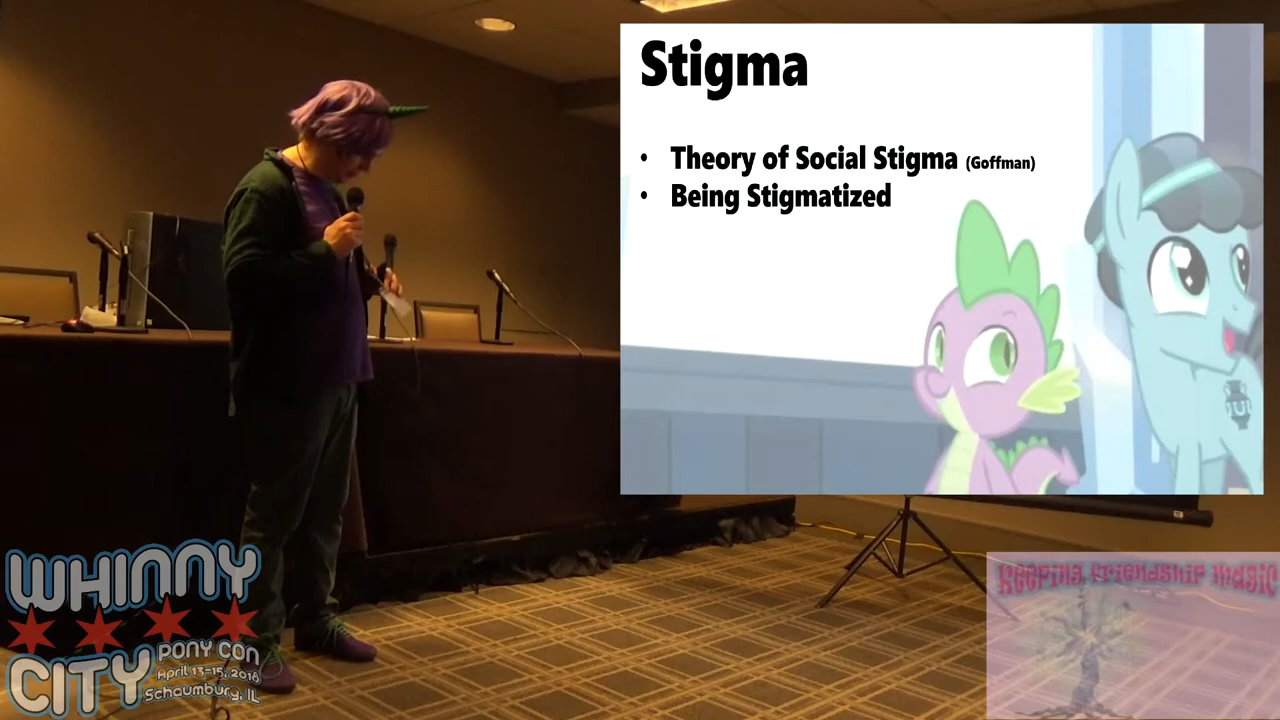 Stigma
• Theory of Social Stigma (Goffman)
• Being Stigmatized
WHINNY
CITY
PONY CON
April 13-15, 2018
Schaumburg, IL
Keeping Friendship Magic